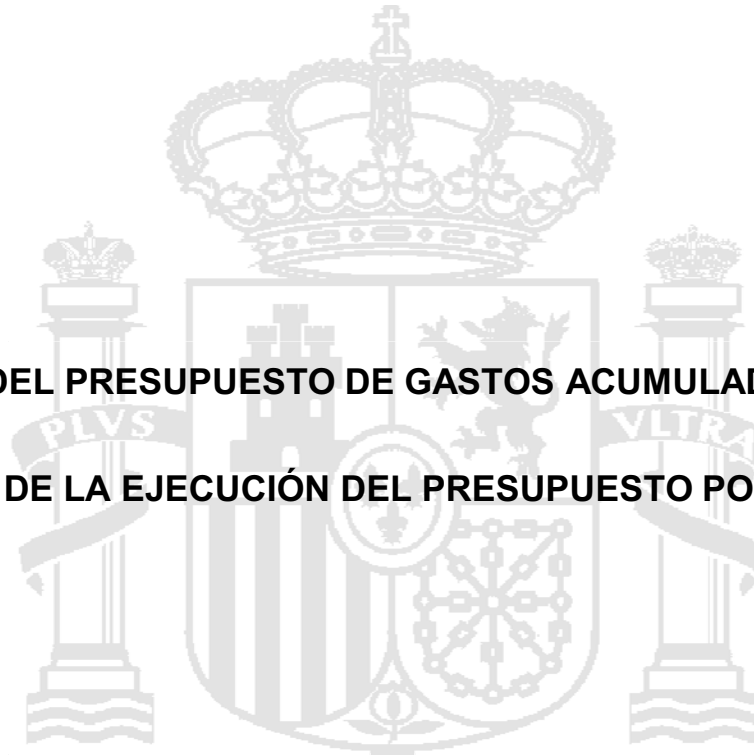 DEL PRESUPUESTO DE GASTOS ACUMULAD
PLVS VLTRA
DE LA EJECUCIÓN DEL PRESUPUESTO PO